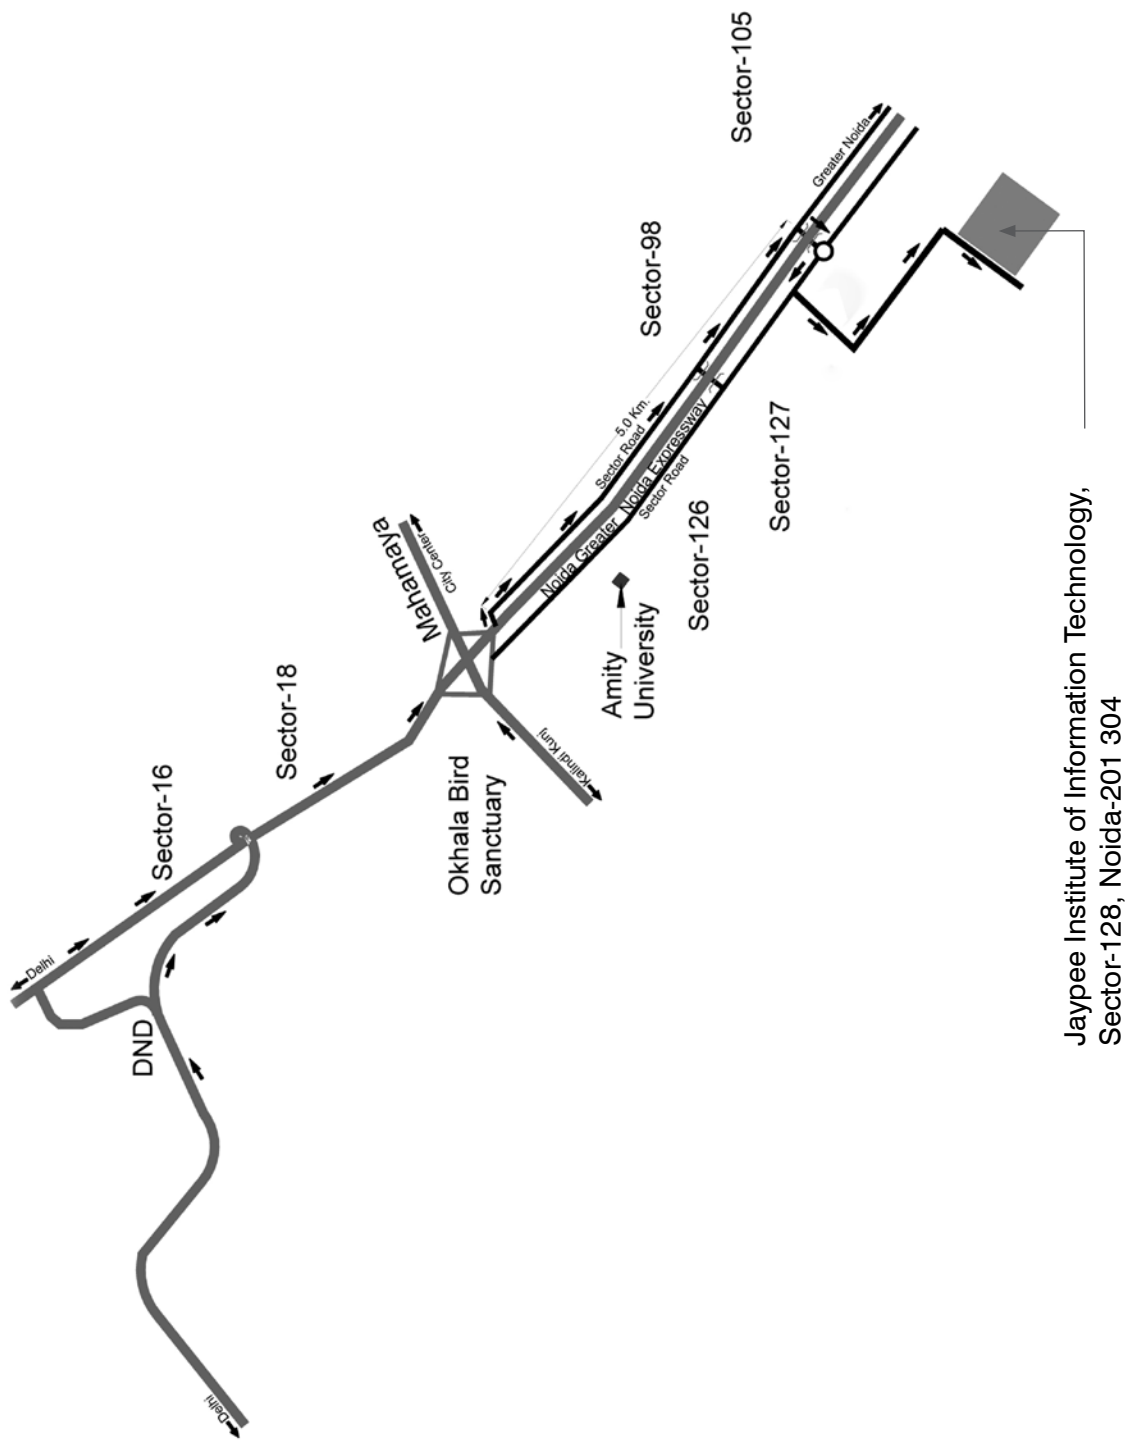 Delhi
DND
Delhi
Sector-16
Sector-18
Okhala Bird
Sanctuary
Kalindi Kunj
Mahamaya
City Center
Amity
University
Noida Greater Noida Expressway
Sector Road
5.0 Km.
Sector Road
Sector-126
Sector-127
Sector-98
Sector-105
Greater Noida
Jaypee Institute of Information Technology,
Sector-128, Noida-201 304